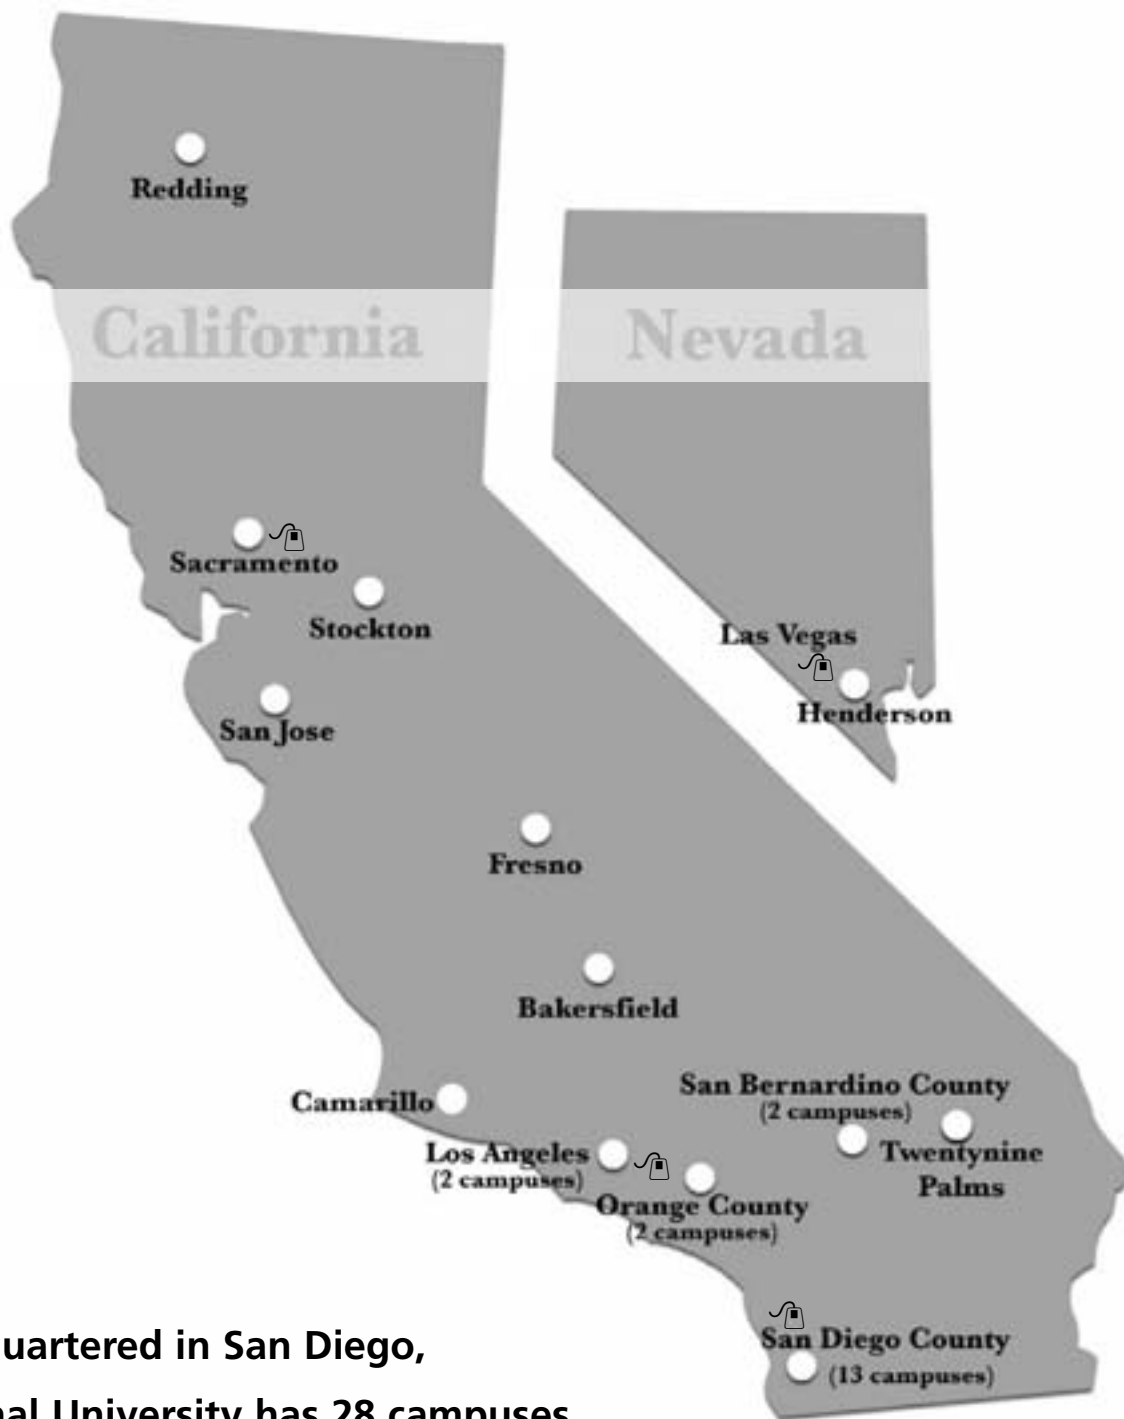 Redding
California
Nevada
Sacramento
Stockton
San Jose
Las Vegas
Henderson
Fresno
Bakersfield
Camarillo
San Bernardino County
(2 campuses)
Twentynine
Palms
Los Angeles
(2 campuses)
Orange County
(2 campuses)
San Diego County
(13 campuses)
uartered in San Diego,
nal University has 28 campuses